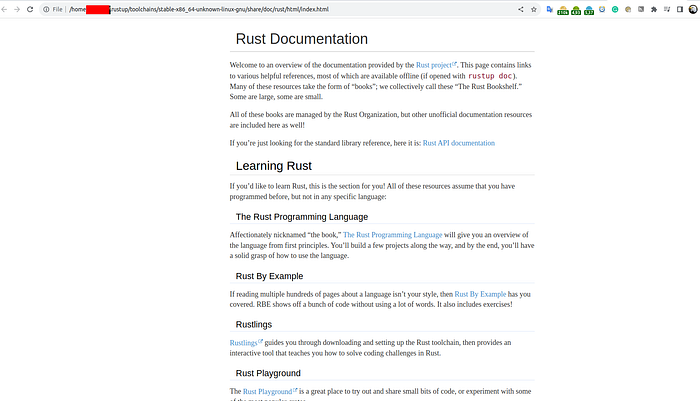 File | /home rustup/toolchains/stable-x86_64-unknown-linux-gnu/share/doc/rust/html/index.html
Rust Documentation
Welcome to an overview of the documentation provided by the Rust project. This page contains links
to various helpful references, most of which are available offline (if opened with rustup doc).
Many of these resources take the form of “books”; we collectively call these “The Rust Bookshelf.”
Some are large, some are small.
All of these books are managed by the Rust Organization, but other unofficial documentation resources
are included here as well!
If you’re just looking for the standard library reference, here it is: Rust API documentation
Learning Rust
If you’d like to learn Rust, this is the section for you! All of these resources assume that you have
programmed before, but not in any specific language:
The Rust Programming Language
Affectionately nicknamed “the book,” The Rust Programming Language will give you an overview of
the language from first principles. You’ll build a few projects along the way, and by the end, you’ll have
a solid grasp of how to use the language.
Rust By Example
If reading multiple hundreds of pages about a language isn’t your style, then Rust By Example has you
covered. RBE shows off a bunch of code without using a lot of words. It also includes exercises!
Rustlings
Rustlings guides you through downloading and setting up the Rust toolchain, then provides an
interactive tool that teaches you how to solve coding challenges in Rust.
Rust Playground
The Rust Playground is a great place to try out and share small bits of code, or experiment with some